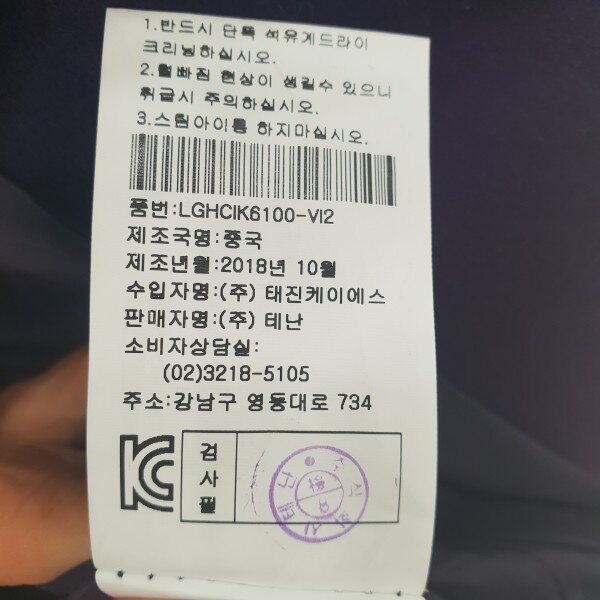 1.반드시 단독 석유계드라이
크리닝하십시오.
2.털빠짐 현상이 생길수 있으니
취급시 주의하십시오.
3.스팀아이롱 하지마십시오.
품번:LGHCIK6100-VI2
제조국명:중국
제조년월:2018년 10월
수입자명:(주) 태진케이에스
판매자명:(주) 테난
소비자상담실:
(02)3218-5105
주소:강남구 영동대로 734
검사필